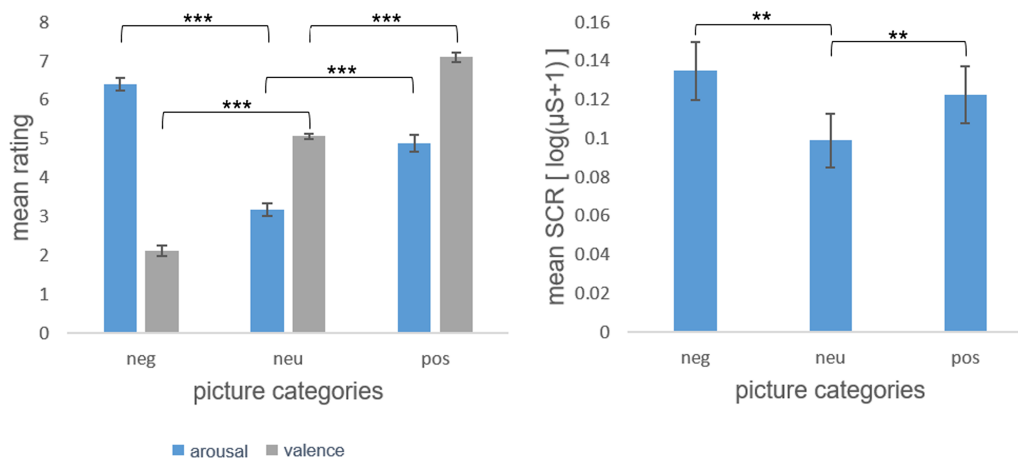 8
7
6
5
4
3
2
1
0
mean rating
***
***
***
***
neg
neu
pos
picture categories
arousal
valence
0.16
0.14
0.12
0.1
0.08
0.06
0.04
0.02
0
mean SCR [ log(µS+1) ]
**
**
neg
neu
pos
picture categories